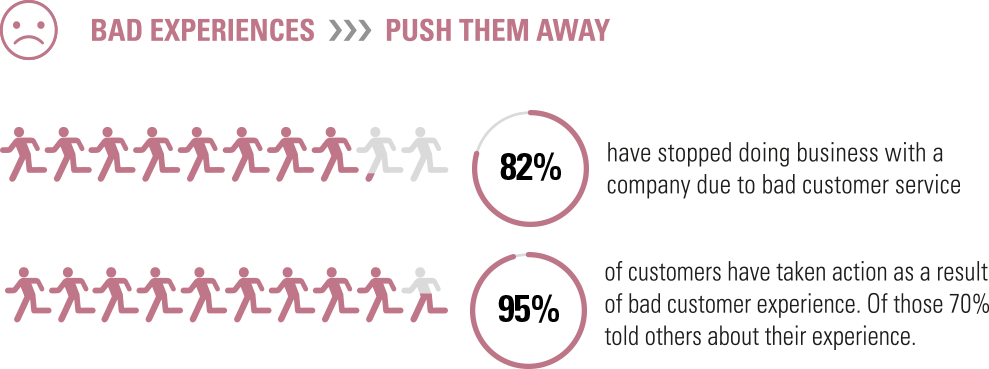 BAD EXPERIENCES >>> PUSH THEM AWAY
82%
have stopped doing business with a
company due to bad customer service
95%
of customers have taken action as a result
of bad customer experience. Of those 70%
told others about their experience.